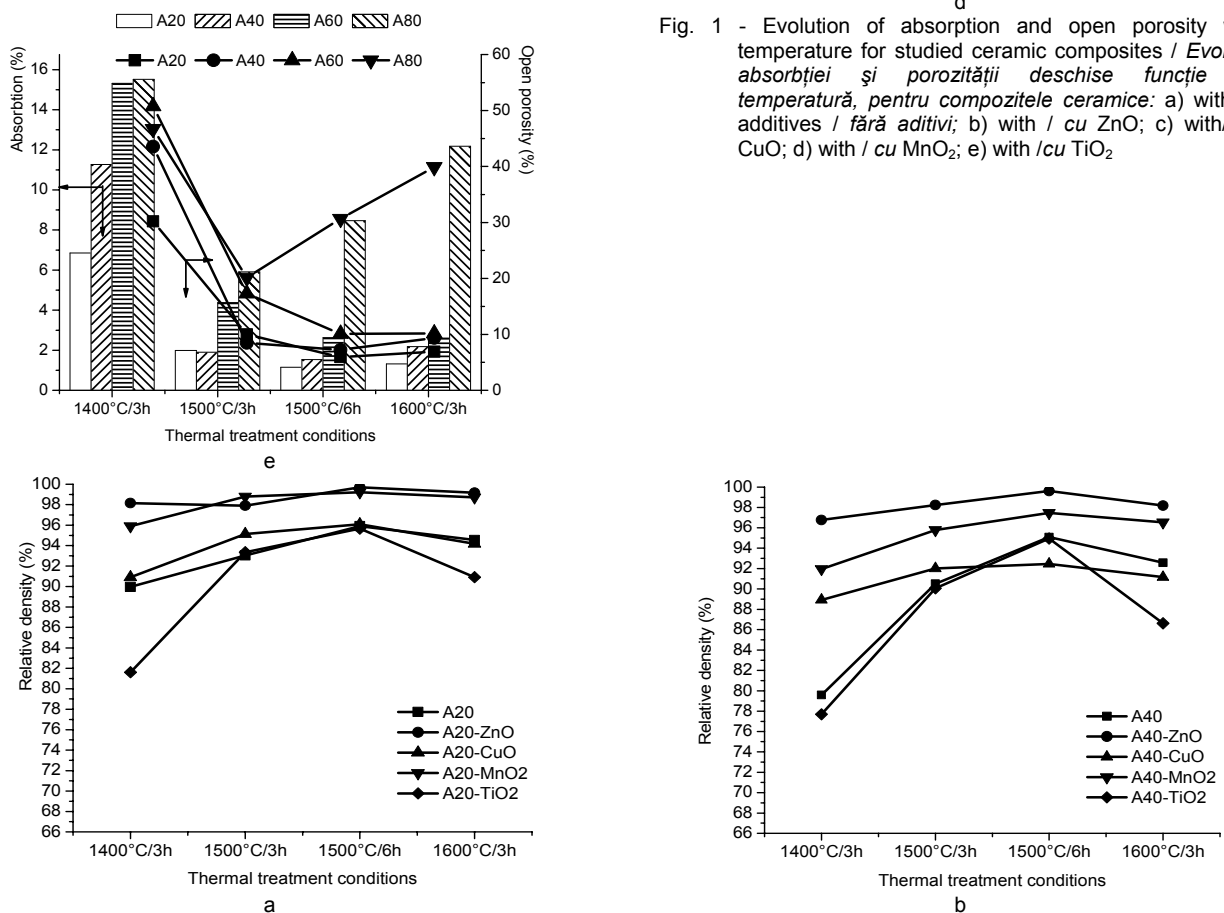 d
Fig. 1 - Evolution of absorption and open porosity
temperature for studied ceramic composites /
absorbției și porozității deschise funcție
temperatură, pentru compozitele ceramice: a) with
additives / fără aditivi; b) with / cu ZnO; c) with/
CuO; d) with / cu MnO2; e) with /cu TiO2
A20 A40 A60 A80
A20 A40 A60 A80
Absorbtion (%)
Open porosity (%)
16
14
12
10
8
6
4
2
0
60
50
40
30
20
10
0
1400°C/3h 1500°C/3h 1500°C/6h 1600°C/3h
Thermal treatment conditions
e
Relative density (%)
100
98
96
94
92
90
88
86
84
82
80
78
76
74
72
70
68
66
A20
A20-ZnO
A20-CuO
A20-MnO2
A20-TiO2
1400°C/3h 1500°C/3h 1500°C/6h 1600°C/3h
Thermal treatment conditions
a
Relative density (%)
100
98
96
94
92
90
88
86
84
82
80
78
76
74
72
70
68
66
A40
A40-ZnO
A40-CuO
A40-MnO2
A40-TiO2
1400°C/3h 1500°C/3h 1500°C/6h 1600°C/3h
Thermal treatment conditions
b